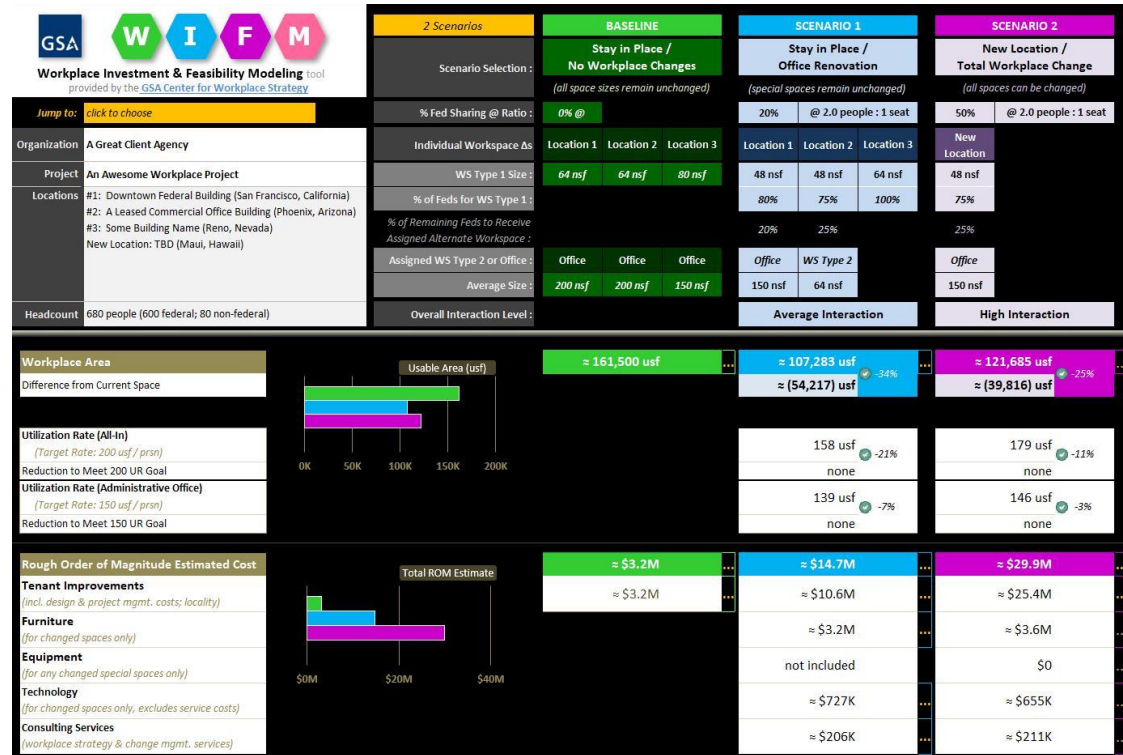 GSA
W I F M
Workplace Investment & Feasibility Modeling tool
provided by the GSA Center for Workplace Strategy
Jump to: click to choose
Organization A Great Client Agency
Project An Awesome Workplace Project
Locations #1: Downtown Federal Building (San Francisco, California)
#2: A Leased Commercial Office Building (Phoenix, Arizona)
#3: Some Building Name (Reno, Nevada)
New Location: TBD (Maui, Hawaii)
Headcount 680 people (600 federal; 80 non-federal)
2 Scenarios BASELINE SCENARIO 1 SCENARIO 2
Scenario Selection : Stay in Place / No Workplace Changes Stay in Place / Office Renovation New Location / Total Workplace Change
(all space sizes remain unchanged) (special spaces remain unchanged) (all spaces can be changed)
% Fed Sharing @ Ratio : 0% @ 20% @ 2.0 people : 1 seat 50% @ 2.0 people : 1 seat
Individual Workspace Δs Location 1 Location 2 Location 3 Location 1 Location 2 Location 3 New Location
WS Type 1 Size : 64 nsf 64 nsf 80 nsf 48 nsf 48 nsf 64 nsf 48 nsf
% of Feds for WS Type 1 : 80% 75% 100% 75%
% of Remaining Feds to Receive
Assigned Alternate Workspace : 20% 25% 25%
Assigned WS Type 2 or Office : Office Office Office Office WS Type 2 Office
Average Size : 200 nsf 200 nsf 150 nsf 150 nsf 64 nsf 150 nsf
Overall Interaction Level : Average Interaction High Interaction
Workplace Area Usable Area (usf) ≈ 161,500 usf ... ≈ 107,283 usf ... ≈ 121,685 usf
Difference from Current Space ≈ (54,217) usf -34% ≈ (39,816) usf -25%
0K 50K 100K 150K 200K
Utilization Rate (All-In) 158 usf -21% 179 usf -11%
(Target Rate: 200 usf / prsn)
Reduction to Meet 200 UR Goal none none
Utilization Rate (Administrative Office) 139 usf -7% 146 usf -3%
(Target Rate: 150 usf / prsn)
Reduction to Meet 150 UR Goal none none
Rough Order of Magnitude Estimated Cost Total ROM Estimate ≈ $3.2M ... ≈ $14.7M ... ≈ $29.9M
Tenant Improvements ≈ $3.2M ... ≈ $10.6M ... ≈ $25.4M
(incl. design & project mgmt. costs; locality)
Furniture ≈ $3.2M ... ≈ $3.6M
(for changed spaces only)
Equipment not included $0
(for any changed special spaces only)
$0M $20M $40M
Technology ≈ $727K ... ≈ $655K
(for changed spaces only, excludes service costs)
Consulting Services ≈ $206K ... ≈ $211K
(workplace strategy & change mgmt. services)